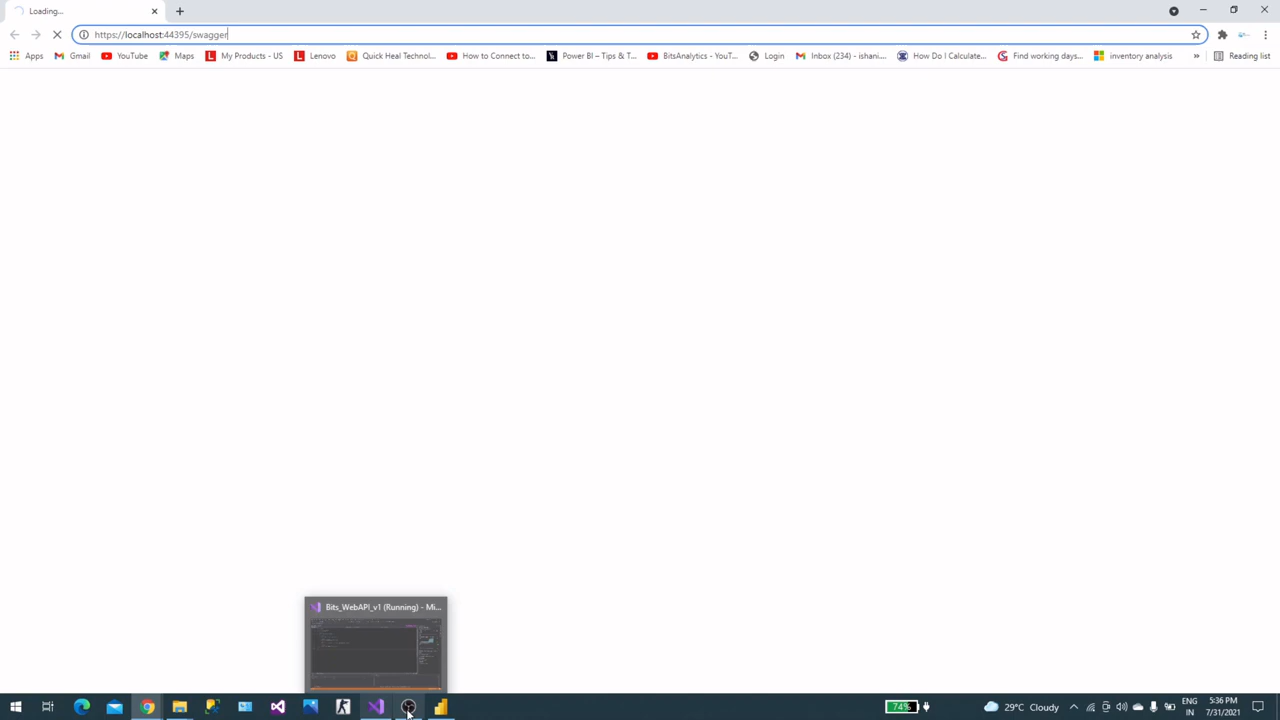 Loading...
https://localhost:44395/swagger
Apps Gmail YouTube Maps My Products - US Lenovo Quick Heal Technol... How to Connect to... Power BI – Tips & T... BitsAnalytics - YouT... Login Inbox (234) - ishani.... How Do I Calculate... Find working days... inventory analysis » Reading list
Bits_WebAPI_v1 (Running) - Mi...
74% 29°C Cloudy ENG IN 5:36 PM 7/31/2021